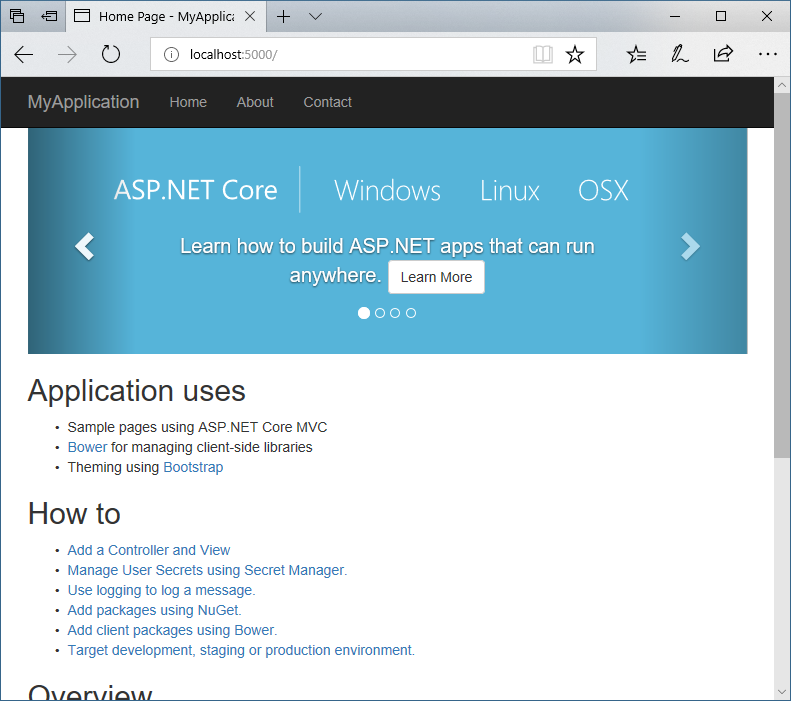 Home Page - MyApplica
localhost:5000/
MyApplication Home About Contact
ASP.NET Core Windows Linux OSX
Learn how to build ASP.NET apps that can run
anywhere. Learn More
Application uses
• Sample pages using ASP.NET Core MVC
• Bower for managing client-side libraries
• Theming using Bootstrap
How to
• Add a Controller and View
• Manage User Secrets using Secret Manager.
• Use logging to log a message.
• Add packages using NuGet.
• Add client packages using Bower.
• Target development, staging or production environment.
Overview